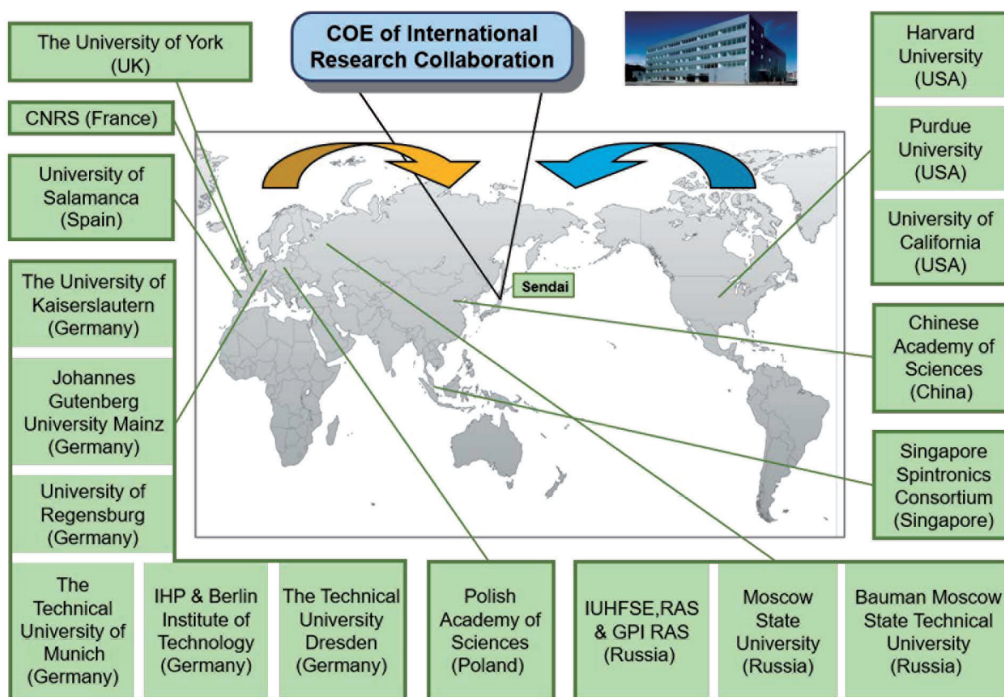 The University of York
(UK)
COE of International
Research Collaboration
Harvard
University
(USA)
CNRS (France)
Purdue
University
(USA)
University of
Salamanca
(Spain)
University of
California
(USA)
The University of
Kaiserslautern
(Germany)
Sendai
Chinese
Academy of
Sciences
(China)
Johannes
Gutenberg
University Mainz
(Germany)
Singapore
Spintronics
Consortium
(Singapore)
University of
Regensburg
(Germany)
The
Technical
University of
Munich
(Germany)
IHP & Berlin
Institute of
Technology
(Germany)
The Technical
University
Dresden
(Germany)
Polish
Academy of
Sciences
(Poland)
IUHFSE,RAS
& GPI RAS
(Russia)
Moscow
State
University
(Russia)
Bauman Moscow
State Technical
University
(Russia)